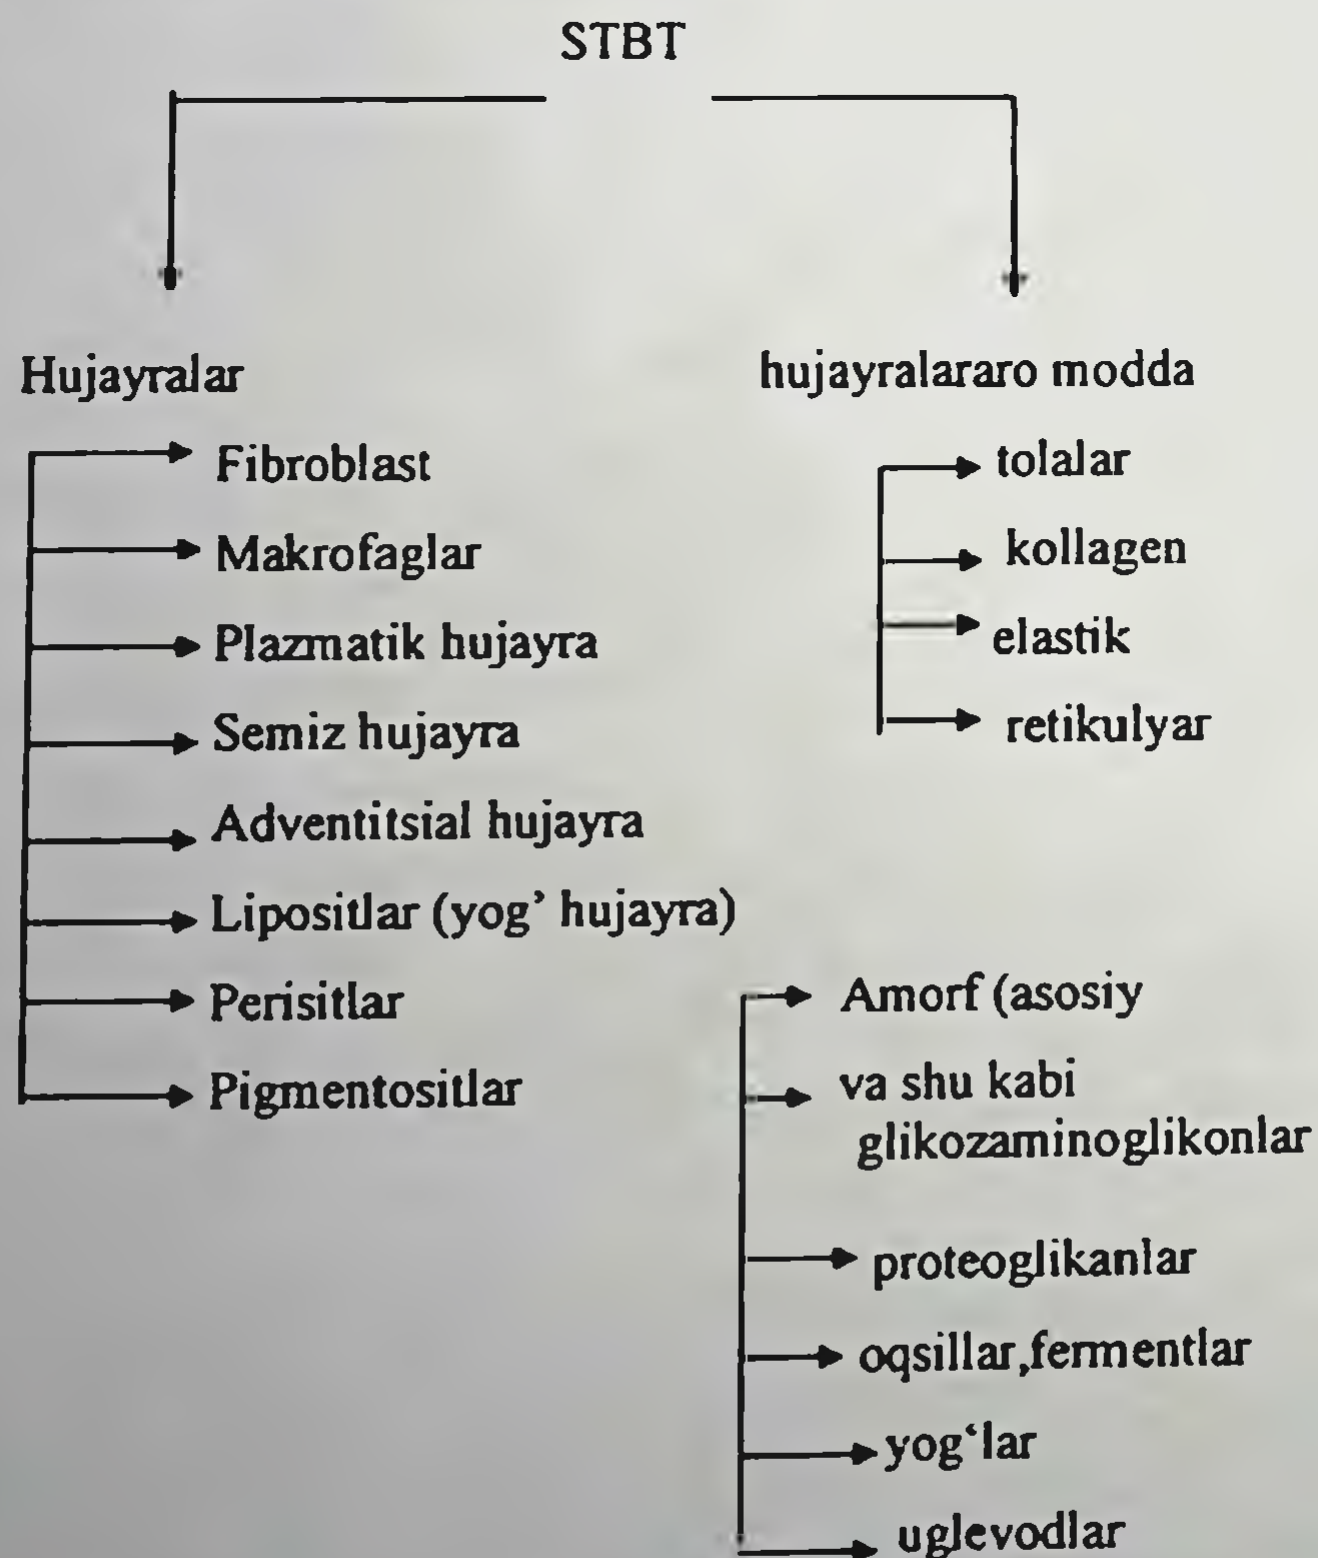 STBT
Hujayralar
Fibroblast
Makrofaglar
Plazmatik hujayra
Semiz hujayra
Adventitsial hujayra
Lipositlar (yog’ hujayra)
Perisitlar
Pigmentositlar
hujayralararo modda
tolalar
kollagen
elastik
retikulyar
Amorf (asosiy
va shu kabi
glikozaminoglikonlar
proteoglikanlar
oqsillar,fermentlar
yog‘lar
uglevodlar